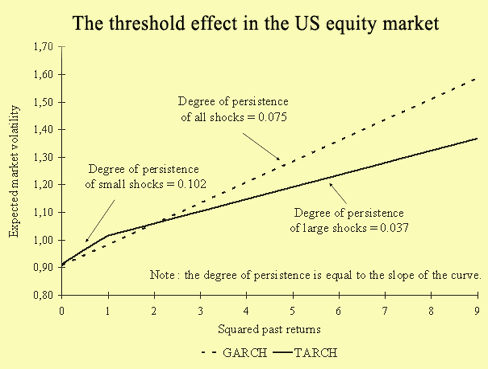 The threshold effect in the US equity market
1,70
1,60
1,50
1,40
1,30
1,20
1,10
1,00
0,90
0,80
Expected market volatility
Degree of persistence
of all shocks = 0.075
Degree of persistence
of small shocks = 0.102
Degree of persistence
of large shocks = 0.037
Note : the degree of persistence is equal to the slope of the curve.
0 1 2 3 4 5 6 7 8 9
Squared past returns
GARCH TARCH